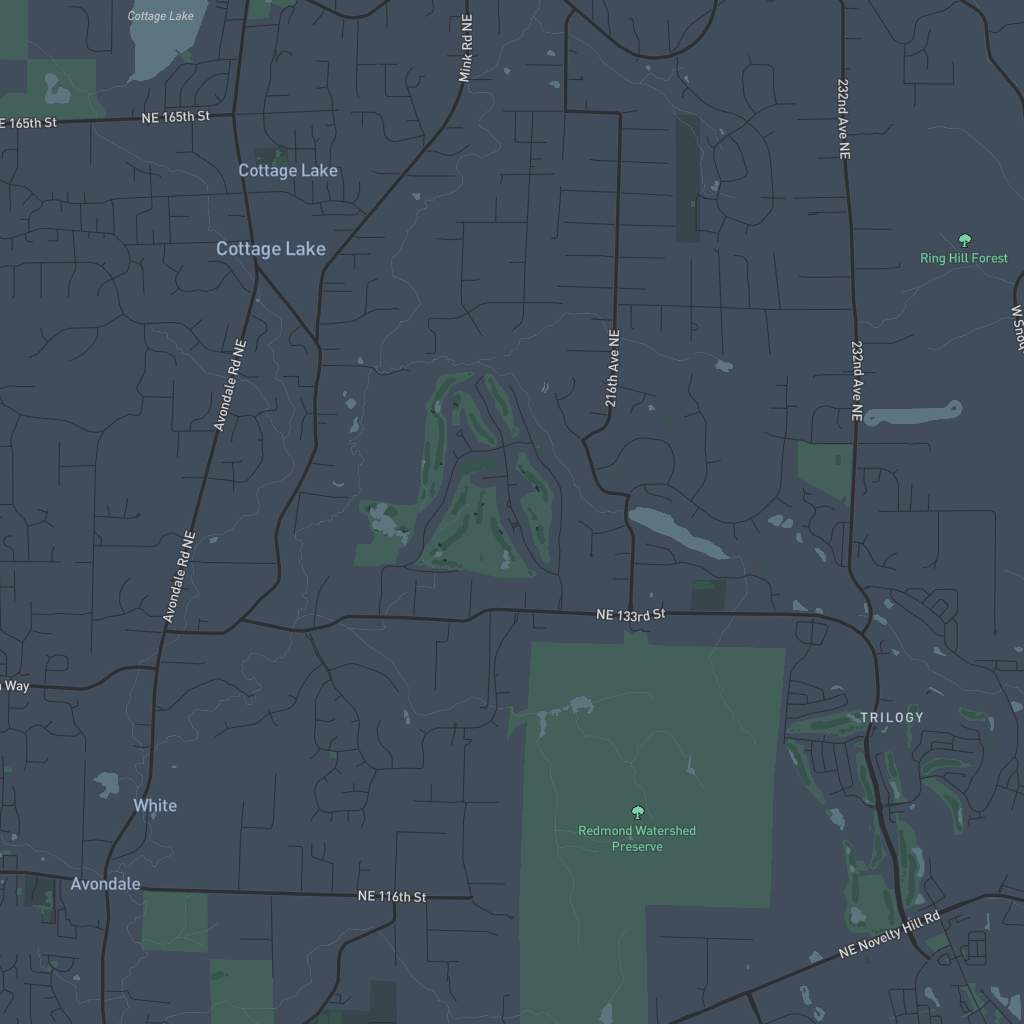 Cottage Lake
Mink Rd NE
E 165th St
NE 165th St
232nd Ave NE
Cottage Lake
Cottage Lake
Ring Hill Forest
W Snoq
Avondale Rd NE
216th Ave NE
232nd Ave NE
Avondale Rd NE
NE 133rd St
Way
TRILOGY
White
Redmond Watershed
Preserve
Avondale
NE 116th St
NE Novelty Hill Rd